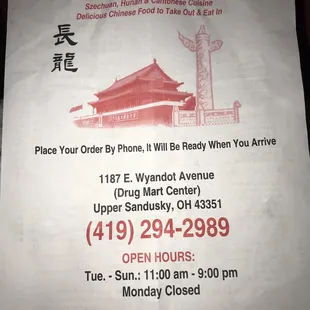 Szechuan, Hunan & Cantonese Cuisine
Delicious Chinese Food to Take Out & Eat In
長龍
Place Your Order By Phone, It Will Be Ready When You Arrive
1187 E. Wyandot Avenue
(Drug Mart Center)
Upper Sandusky, OH 43351
(419) 294-2989
OPEN HOURS:
Tue. - Sun.: 11:00 am - 9:00 pm
Monday Closed